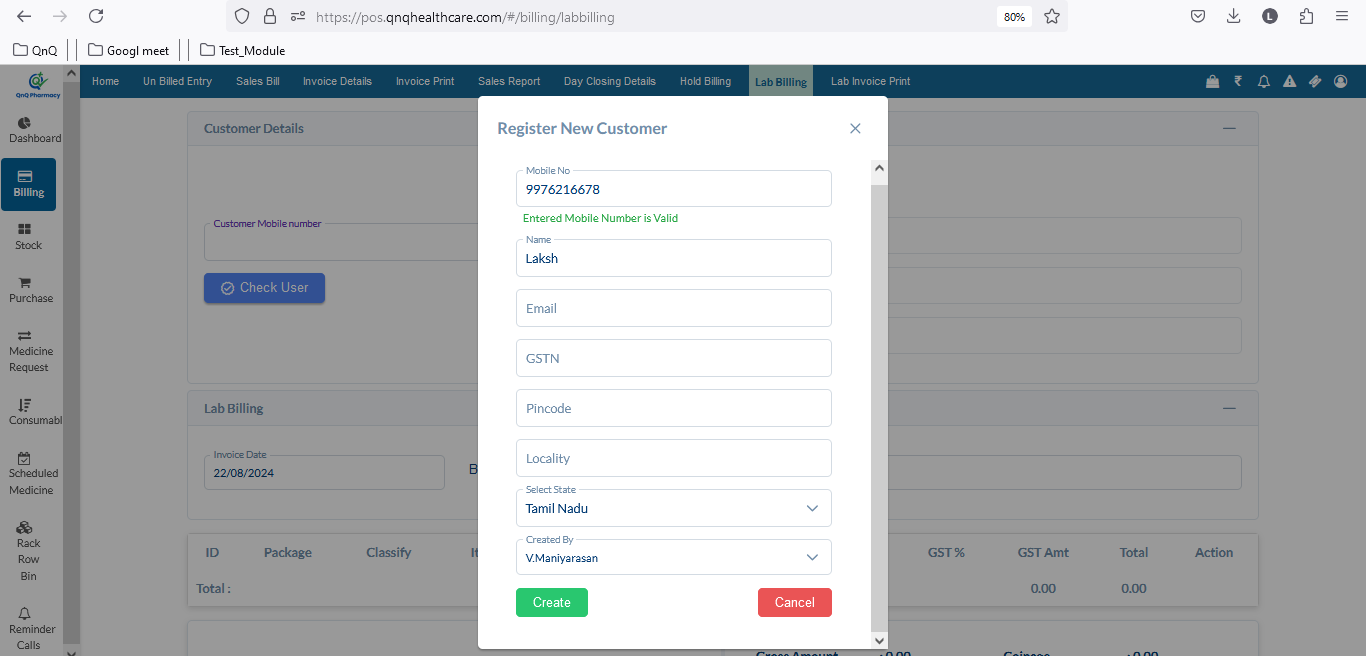 https://pos.qnqhealthcare.com/#/billing/labbilling
80%
L
QnQ
Googl meet
Test_Module
QnQ Pharmacy
Home
Un Billed Entry
Sales Bill
Invoice Details
Invoice Print
Sales Report
Day Closing Details
Hold Billing
Lab Billing
Lab Invoice Print
Dashboard
Billing
Stock
Purchase
Medicine
Request
Consumabl
Scheduled
Medicine
Rack
Row
Bin
Reminder
Calls
Customer Details
Customer Mobile number
Check User
Lab Billing
Invoice Date
22/08/2024
B
ID
Package
Classify
It
GST %
GST Amt
Total
Action
Total :
0.00
0.00
Register New Customer
Mobile No
9976216678
Entered Mobile Number is Valid
Name
Laksh
Email
GSTN
Pincode
Locality
Select State
Tamil Nadu
Created By
V.Maniyarasan
Create
Cancel
Gross Amount
0.00